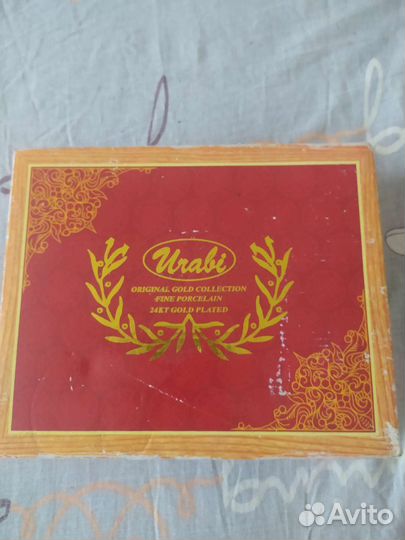 Urabi
ORIGINAL GOLD COLLECTION
FINE PORCELAIN
24KT GOLD PLATED
Avito